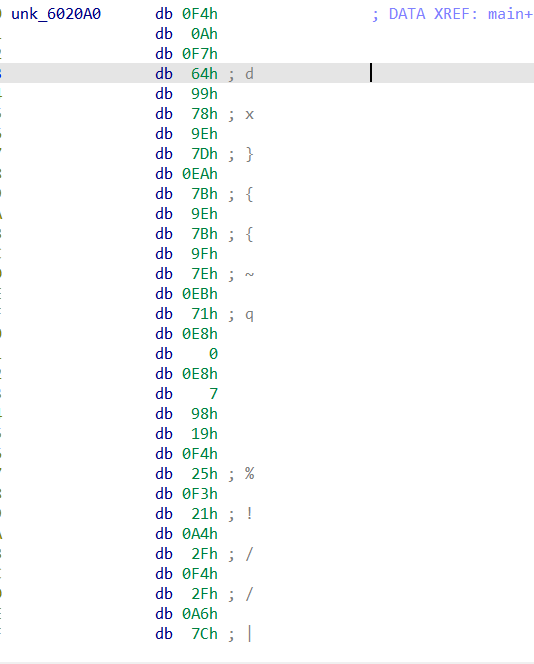 unk_6020A0 db 0F4h ; DATA XREF: main+
db 0Ah
db 0F7h
db 64h ; d
db 99h
db 78h ; x
db 9Eh
db 7Dh ; }
db 0EAh
db 7Bh ; {
db 9Eh
db 7Bh ; {
db 9Fh
db 7Eh ; ~
db 0EBh
db 71h ; q
db 0E8h
db 0
db 0E8h
db 7
db 98h
db 19h
db 0F4h
db 25h ; %
db 0F3h
db 21h ; !
db 0A4h
db 2Fh ; /
db 0F4h
db 2Fh ; /
db 0A6h
db 7Ch ; |